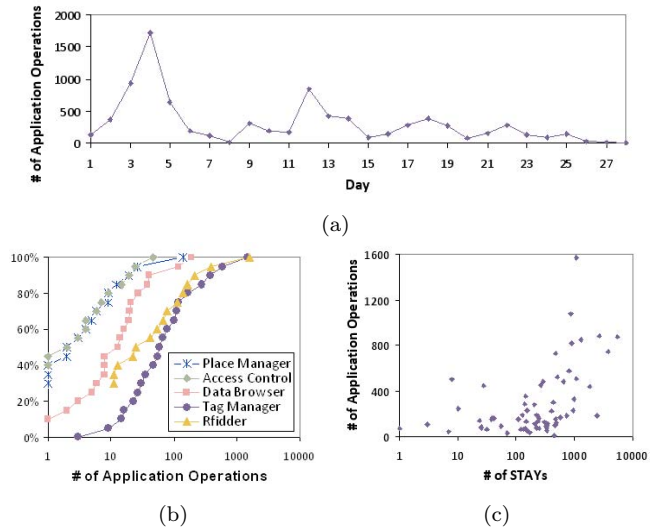 2000
1500
1000
500
0
# of Application Operations
1 3 5 7 9 11 13 15 17 19 21 23 25 27
Day
(a)
100%
80%
60%
40%
20%
0%
Place Manager
Access Control
Data Browser
Tag Manager
Rfidder
1 10 100 1000 10000
# of Application Operations
(b)
# of Application Operations
1600
1200
800
400
0
1 10 100 1000 10000
# of STAYs
(c)